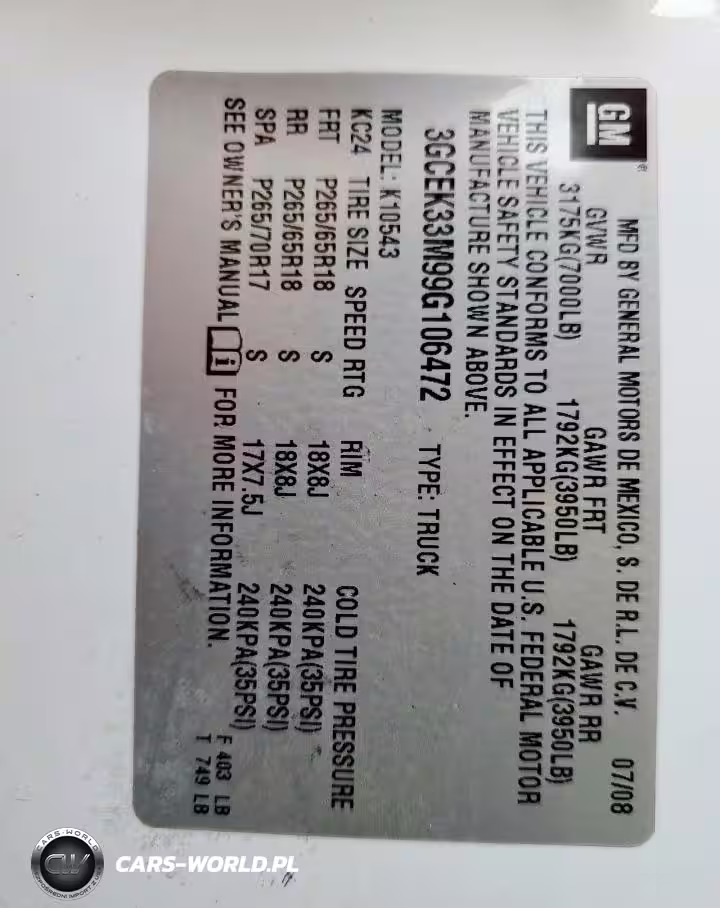 GM
MFD BY GENERAL MOTORS DE MEXICO, S. DE R.L. DE C.V. 07/08
GVWR GAWR FRT GAWR RR
3175KG(7000LB) 1792KG(3950LB) 1792KG(3950LB)
THIS VEHICLE CONFORMS TO ALL APPLICABLE U.S. FEDERAL MOTOR
VEHICLE SAFETY STANDARDS IN EFFECT ON THE DATE OF
MANUFACTURE SHOWN ABOVE.
3GCEK33M99G106472 TYPE: TRUCK
MODEL: K10543
KC24 TIRE SIZE SPEED RTG RIM COLD TIRE PRESSURE
FRT P265/65R18 S 18X8J 240KPA(35PSI)
RR P265/65R18 S 18X8J 240KPA(35PSI)
SPA P265/70R17 S 17X7.5J 240KPA(35PSI)
SEE OWNER'S MANUAL i FOR MORE INFORMATION.
F 403 LB
T 749 LB
CARS-WORLD
CW
CARS-WORLD.PL